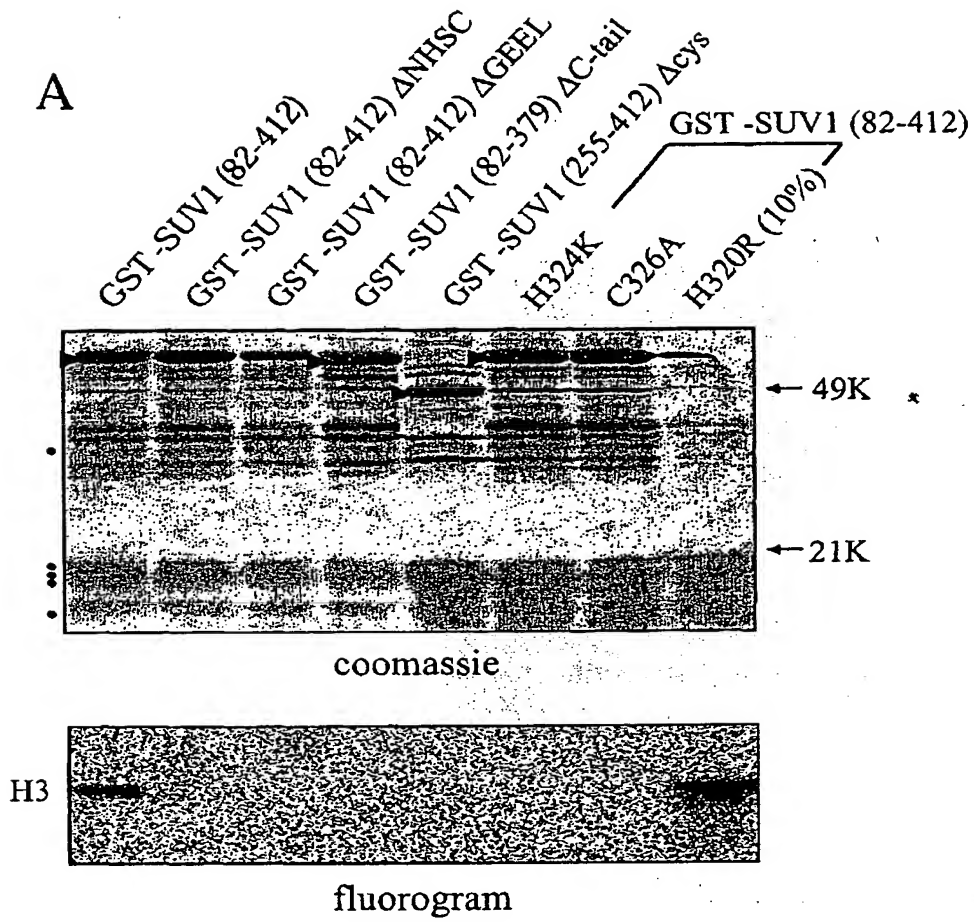 A
GST -SUV1 (82-412)
GST -SUV1 (82-412) ΔNHSC
GST -SUV1 (82-412) ΔGEEL
GST -SUV1 (82-379) ΔC-tail
GST -SUV1 (255-412) Δcys
GST -SUV1 (82-412)
H324K
C326A
H320R (10%)
49K
21K
coomassie
H3
fluorogram